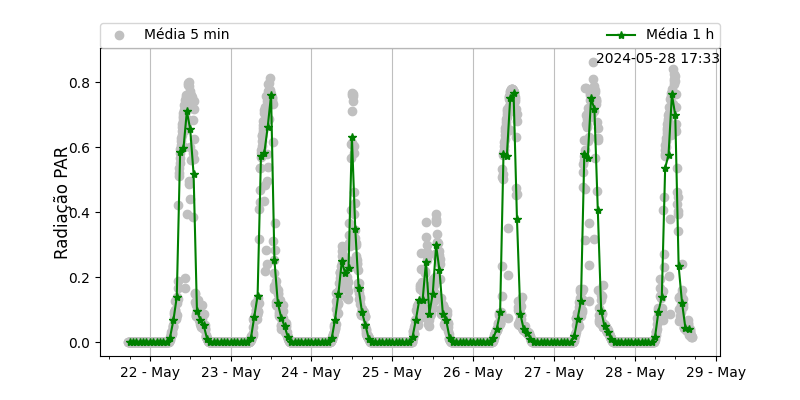 Média 5 min
Média 1 h
2024-05-28 17:33
Radiação PAR
0.8
0.6
0.4
0.2
0.0
22 - May
23 - May
24 - May
25 - May
26 - May
27 - May
28 - May
29 - May